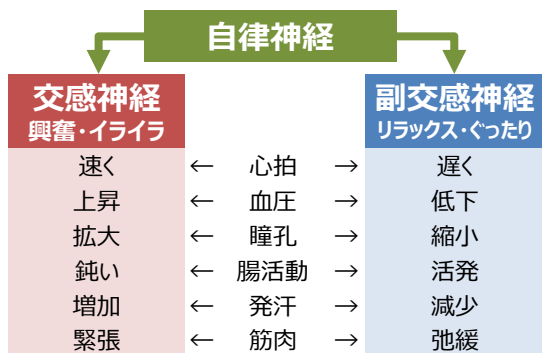 自律神経
交感神経
興奮・イライラ
副交感神経
リラックス・ぐったり
速く ← 心拍 → 遅く
上昇 ← 血圧 → 低下
拡大 ← 瞳孔 → 縮小
鈍い ← 腸活動 → 活発
増加 ← 発汗 → 減少
緊張 ← 筋肉 → 弛緩